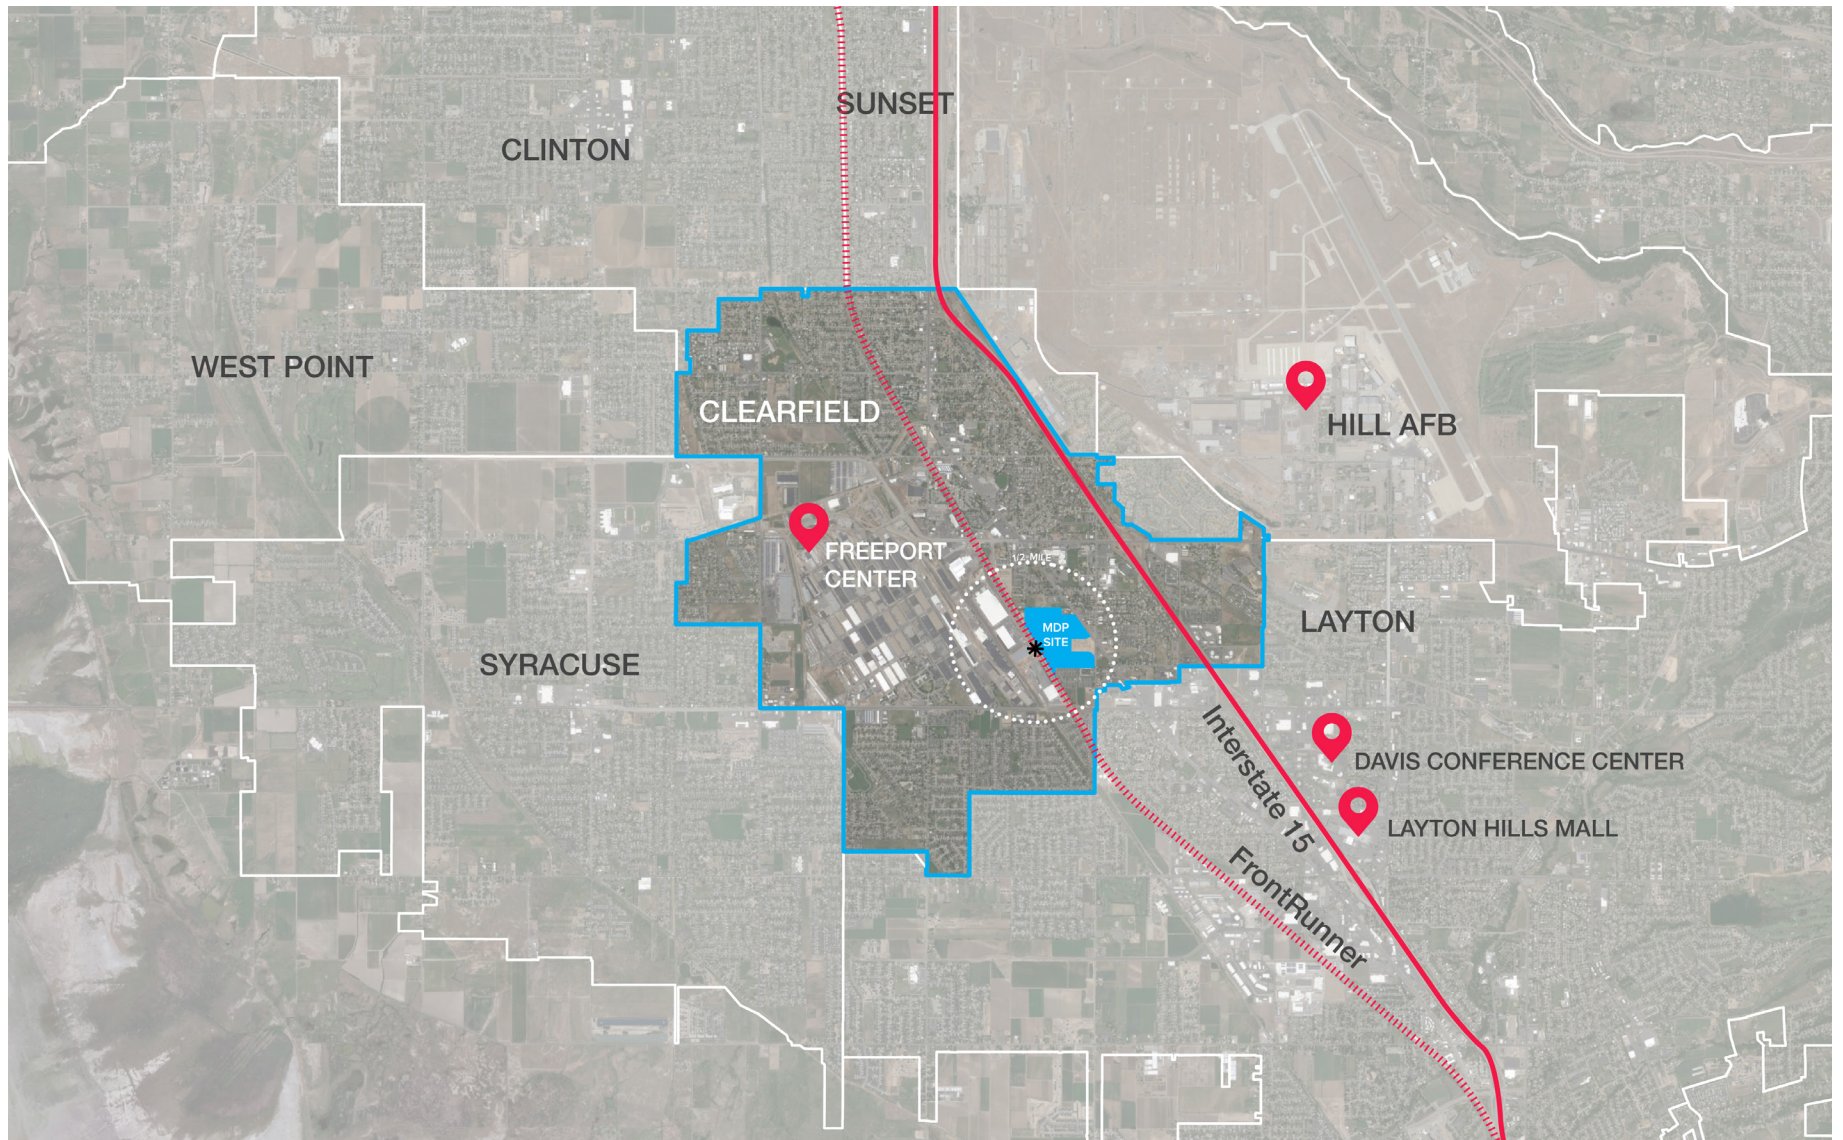 SUNSET
CLINTON
WEST POINT
CLEARFIELD
HILL AFB
FREEPORT
CENTER
1/2 MILE
MDP
SITE
LAYTON
SYRACUSE
Interstate 15
DAVIS CONFERENCE CENTER
LAYTON HILLS MALL
FrontRunner